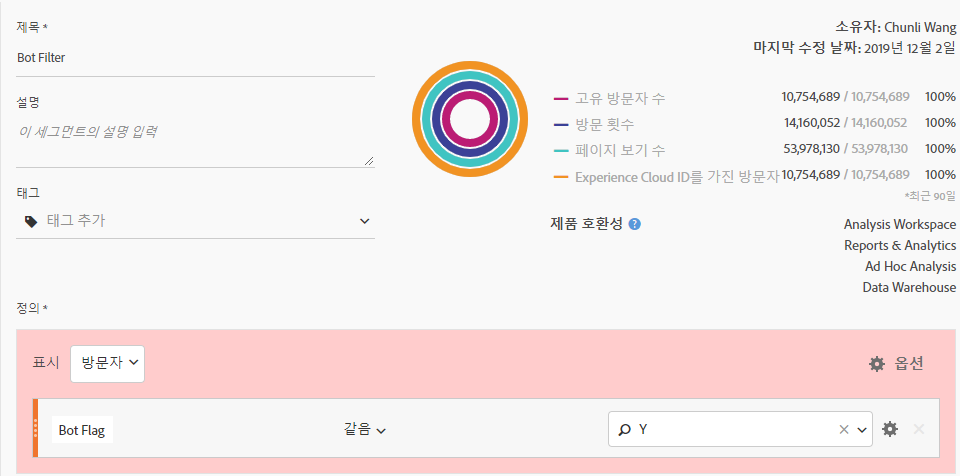 제목 *
Bot Filter
설명
이 세그먼트의 설명 입력
태그
태그 추가
소유자: Chunli Wang
마지막 수정 날짜: 2019년 12월 2일
고유 방문자 수 10,754,689 / 10,754,689 100%
방문 횟수 14,160,052 / 14,160,052 100%
페이지 보기 수 53,978,130 / 53,978,130 100%
Experience Cloud ID를 가진 방문자 10,754,689 / 10,754,689 100%
*최근 90일
제품 호환성 ? Analysis Workspace
Reports & Analytics
Ad Hoc Analysis
Data Warehouse
정의 *
표시 방문자 옵션
Bot Flag 같음 Y